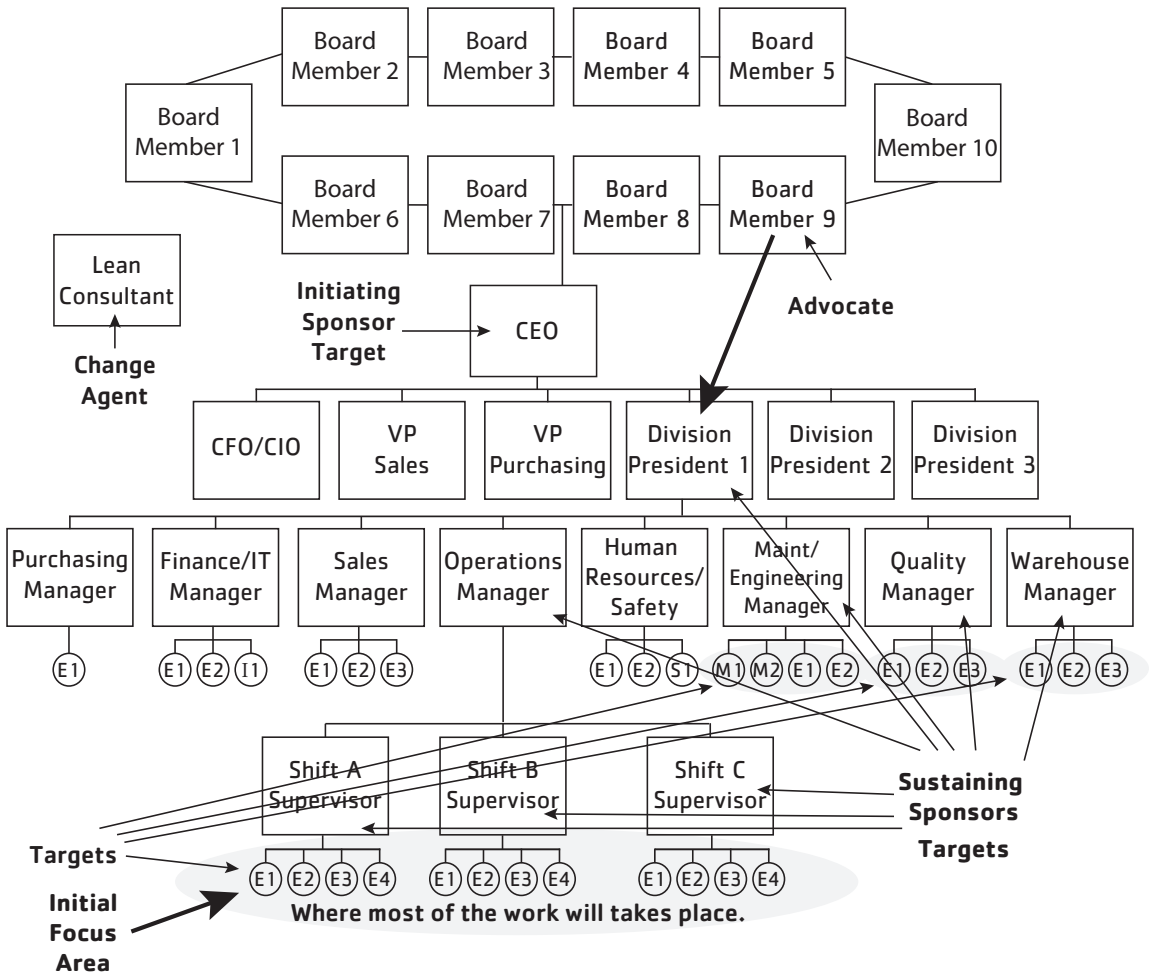 Board
Member 2
Board
Member 3
Board
Member 4
Board
Member 5
Board
Member 1
Board
Member 10
Board
Member 6
Board
Member 7
Board
Member 8
Board
Member 9
Lean
Consultant
Change
Agent
Initiating
Sponsor
Target
CEO
Advocate
CFO/CIO
VP
Sales
VP
Purchasing
Division
President 1
Division
President 2
Division
President 3
Purchasing
Manager
Finance/IT
Manager
Sales
Manager
Operations
Manager
Human
Resources/
Safety
Maint/
Engineering
Manager
Quality
Manager
Warehouse
Manager
E1
E1 E2 I1
E1 E2 E3
E1 E2 S1
M1 M2 E1 E2
E1 E2 E3
E1 E2 E3
Shift A
Supervisor
Shift B
Supervisor
Shift C
Supervisor
Sustaining
Sponsors
Targets
Targets
E1 E2 E3 E4
E1 E2 E3 E4
E1 E2 E3 E4
Initial
Focus
Area
Where most of the work will takes place.